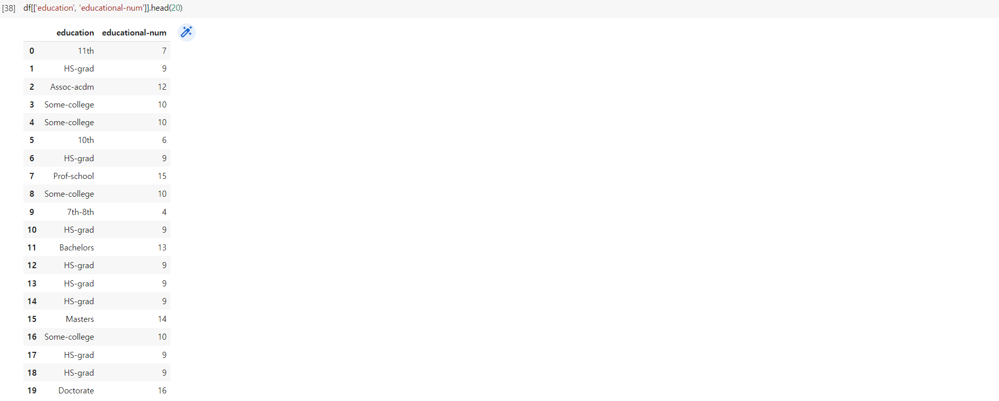 [38] df[['education', 'educational-num']].head(20)
education educational-num
0 11th 7
1 HS-grad 9
2 Assoc-acdm 12
3 Some-college 10
4 Some-college 10
5 10th 6
6 HS-grad 9
7 Prof-school 15
8 Some-college 10
9 7th-8th 4
10 HS-grad 9
11 Bachelors 13
12 HS-grad 9
13 HS-grad 9
14 HS-grad 9
15 Masters 14
16 Some-college 10
17 HS-grad 9
18 HS-grad 9
19 Doctorate 16